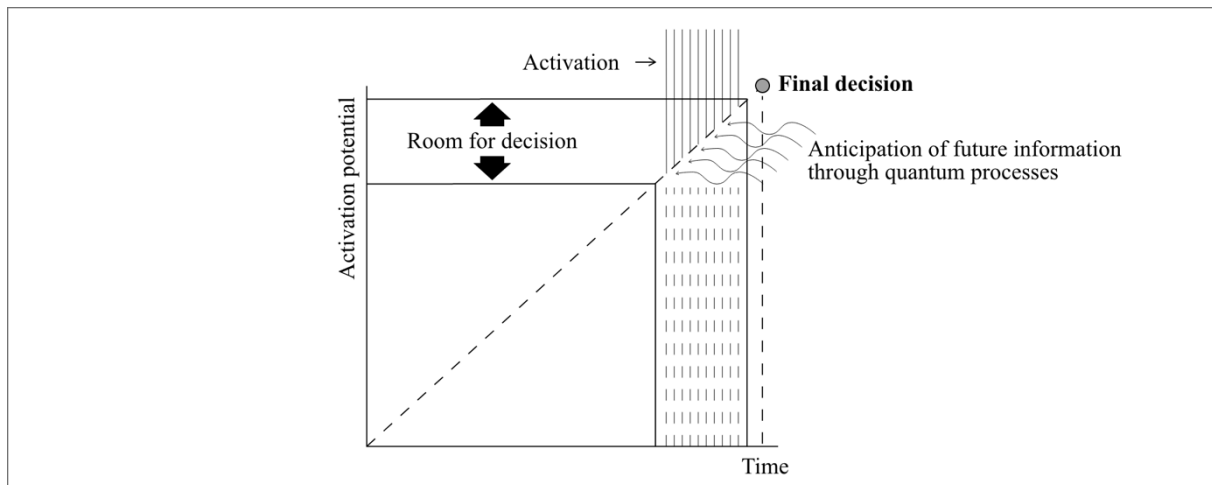 Activation
Final decision
Activation potential
Room for decision
Anticipation of future information
through quantum processes
Time